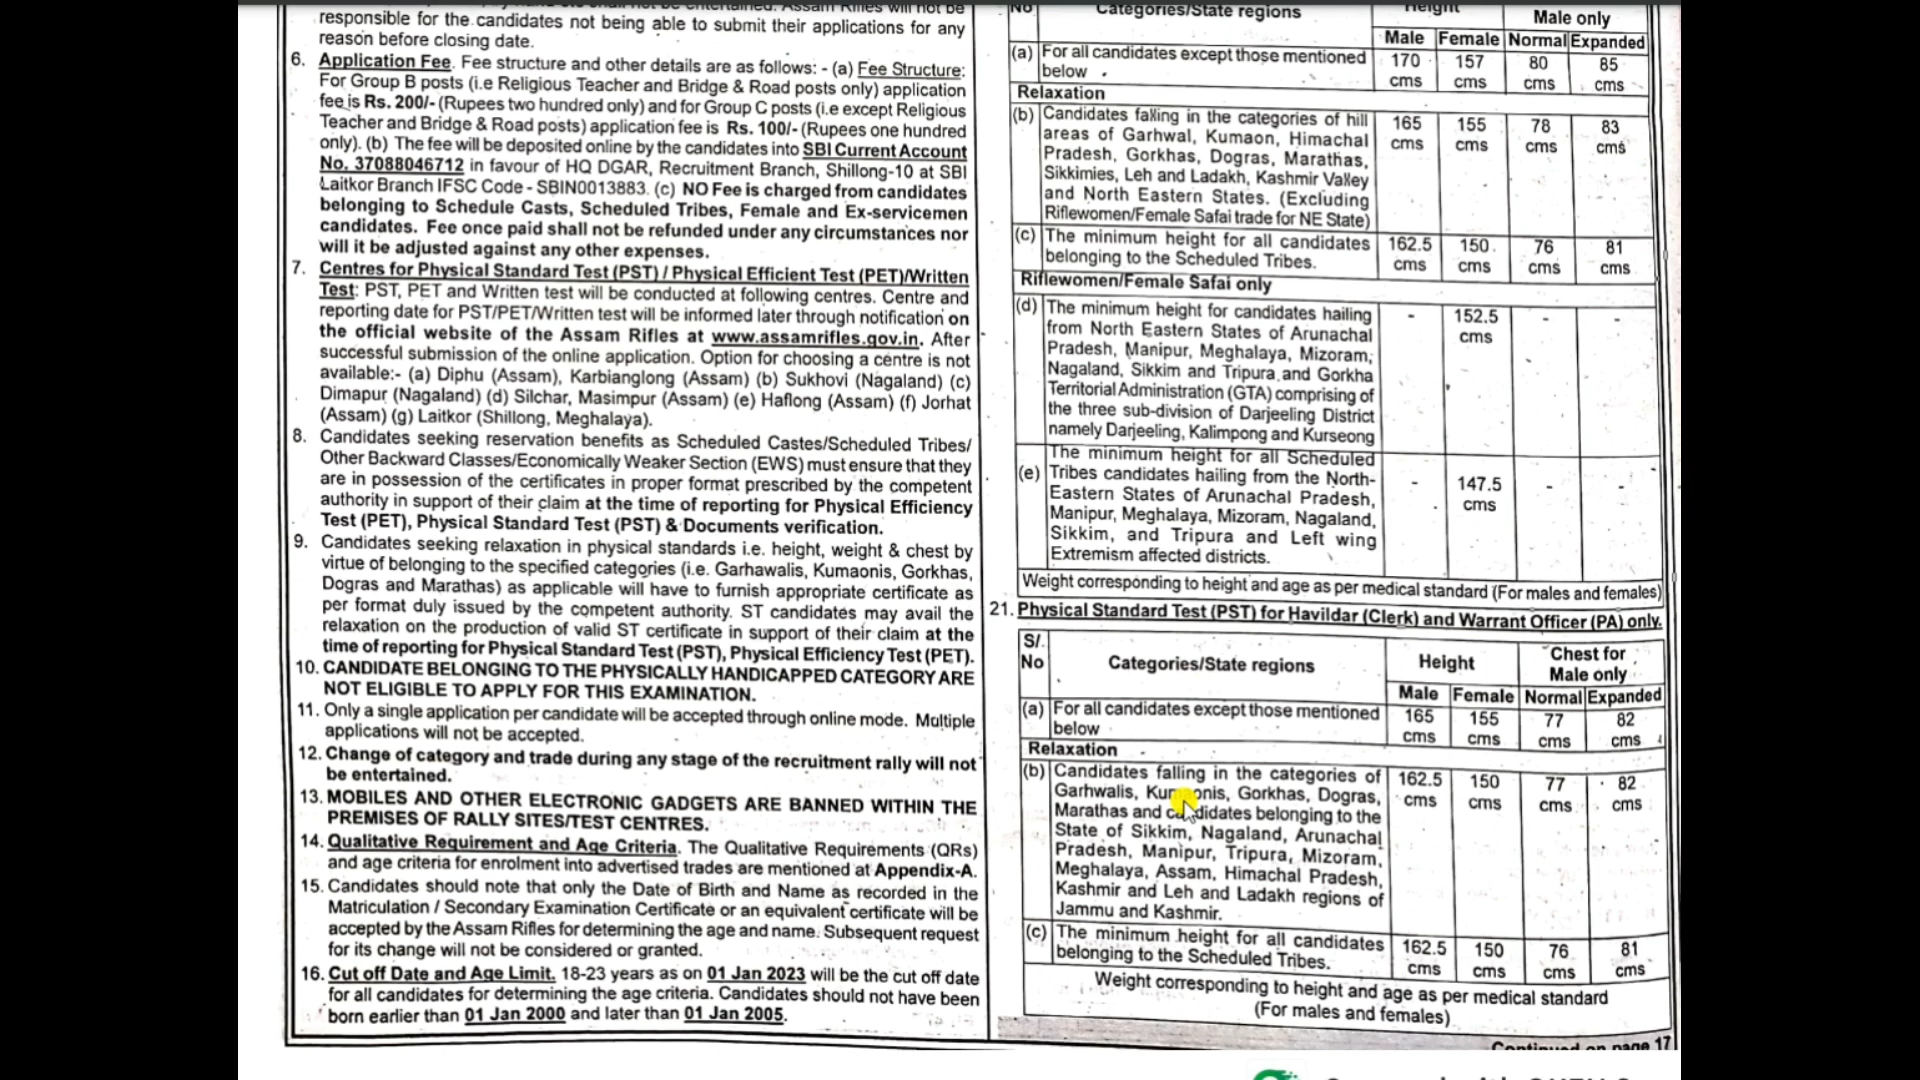 responsible for the candidates not being able to submit their applications for any
reason before closing date.
6. Application Fee. Fee structure and other details are as follows: - (a) Fee Structure:
For Group B posts (i.e Religious Teacher and Bridge & Road posts only) application
fee is Rs. 200/- (Rupees two hundred only) and for Group C posts (i.e except Religious
Teacher and Bridge & Road posts) application fee is Rs. 100/- (Rupees one hundred
only). (b) The fee will be deposited online by the candidates into SBI Current Account
No. 37088046712 in favour of HQ DGAR, Recruitment Branch, Shillong-10 at SBI
Laitkor Branch IFSC Code - SBIN0013883. (c) NO Fee is charged from candidates
belonging to Schedule Casts, Scheduled Tribes, Female and Ex-servicemen
candidates. Fee once paid shall not be refunded under any circumstances nor
will it be adjusted against any other expenses.
7. Centres for Physical Standard Test (PST) / Physical Efficient Test (PET)/Written
Test: PST, PET and Written test will be conducted at following centres. Centre and
reporting date for PST/PET/Written test will be informed later through notification on
the official website of the Assam Rifles at www.assamrifles.gov.in. After
successful submission of the online application. Option for choosing a centre is not
available:- (a) Diphu (Assam), Karbianglong (Assam) (b) Sukhovi (Nagaland) (c)
Dimapur (Nagaland) (d) Silchar, Masimpur (Assam) (e) Haflong (Assam) (f) Jorhat
(Assam) (g) Laitkor (Shillong, Meghalaya).
8. Candidates seeking reservation benefits as Scheduled Castes/Scheduled Tribes/
Other Backward Classes/Economically Weaker Section (EWS) must ensure that they
are in possession of the certificates in proper format prescribed by the competent
authority in support of their claim at the time of reporting for Physical Efficiency
Test (PET), Physical Standard Test (PST) & Documents verification.
9. Candidates seeking relaxation in physical standards i.e. height, weight & chest by
virtue of belonging to the specified categories (i.e. Garhawalis, Kumaonis, Gorkhas,
Dogras and Marathas) as applicable will have to furnish appropriate certificate as
per format duly issued by the competent authority. ST candidates may avail the
relaxation on the production of valid ST certificate in support of their claim at the
time of reporting for Physical Standard Test (PST), Physical Efficiency Test (PET).
10. CANDIDATE BELONGING TO THE PHYSICALLY HANDICAPPED CATEGORY ARE
NOT ELIGIBLE TO APPLY FOR THIS EXAMINATION.
11. Only a single application per candidate will be accepted through online mode. Multiple
applications will not be accepted.
12. Change of category and trade during any stage of the recruitment rally will not
be entertained.
13. MOBILES AND OTHER ELECTRONIC GADGETS ARE BANNED WITHIN THE
PREMISES OF RALLY SITES/TEST CENTRES.
14. Qualitative Requirement and Age Criteria. The Qualitative Requirements (QRs)
and age criteria for enrolment into advertised trades are mentioned at Appendix-A.
15. Candidates should note that only the Date of Birth and Name as recorded in the
Matriculation / Secondary Examination Certificate or an equivalent certificate will be
accepted by the Assam Rifles for determining the age and name. Subsequent request
for its change will not be considered or granted.
16. Cut off Date and Age Limit. 18-23 years as on 01 Jan 2023 will be the cut off date
for all candidates for determining the age criteria. Candidates should not have been
born earlier than 01 Jan 2000 and later than 01 Jan 2005.
No Categories/State regions Height Male only
Male Female Normal Expanded
(a) For all candidates except those mentioned 170 157 80 85
below cms cms cms cms
Relaxation
(b) Candidates falling in the categories of hill 165 155 78 83
areas of Garhwal, Kumaon, Himachal cms cms cms cms
Pradesh, Gorkhas, Dogras, Marathas,
Sikkimies, Leh and Ladakh, Kashmir Valley
and North Eastern States. (Excluding
Riflewomen/Female Safai trade for NE State)
(c) The minimum height for all candidates 162.5 150 76 81
belonging to the Scheduled Tribes. cms cms cms cms
Riflewomen/Female Safai only
(d) The minimum height for candidates hailing - 152.5 - -
from North Eastern States of Arunachal cms
Pradesh, Manipur, Meghalaya, Mizoram,
Nagaland, Sikkim and Tripura and Gorkha
Territorial Administration (GTA) comprising of
the three sub-division of Darjeeling District
namely Darjeeling, Kalimpong and Kurseong
The minimum height for all Scheduled
(e) Tribes candidates hailing from the North- - 147.5 - -
Eastern States of Arunachal Pradesh, cms
Manipur, Meghalaya, Mizoram, Nagaland,
Sikkim, and Tripura and Left wing
Extremism affected districts.
Weight corresponding to height and age as per medical standard (For males and females)
21. Physical Standard Test (PST) for Havildar (Clerk) and Warrant Officer (PA) only.
S/. No Categories/State regions Height Chest for Male only
Male Female Normal Expanded
(a) For all candidates except those mentioned 165 155 77 82
below cms cms cms cms
Relaxation
(b) Candidates falling in the categories of 162.5 150 77 82
Garhwalis, Kumaonis, Gorkhas, Dogras, cms cms cms cms
Marathas and candidates belonging to the
State of Sikkim, Nagaland, Arunachal
Pradesh, Manipur, Tripura, Mizoram,
Meghalaya, Assam, Himachal Pradesh,
Kashmir and Leh and Ladakh regions of
Jammu and Kashmir.
(c) The minimum height for all candidates 162.5 150 76 81
belonging to the Scheduled Tribes. cms cms cms cms
Weight corresponding to height and age as per medical standard
(For males and females)
Continued on page 17